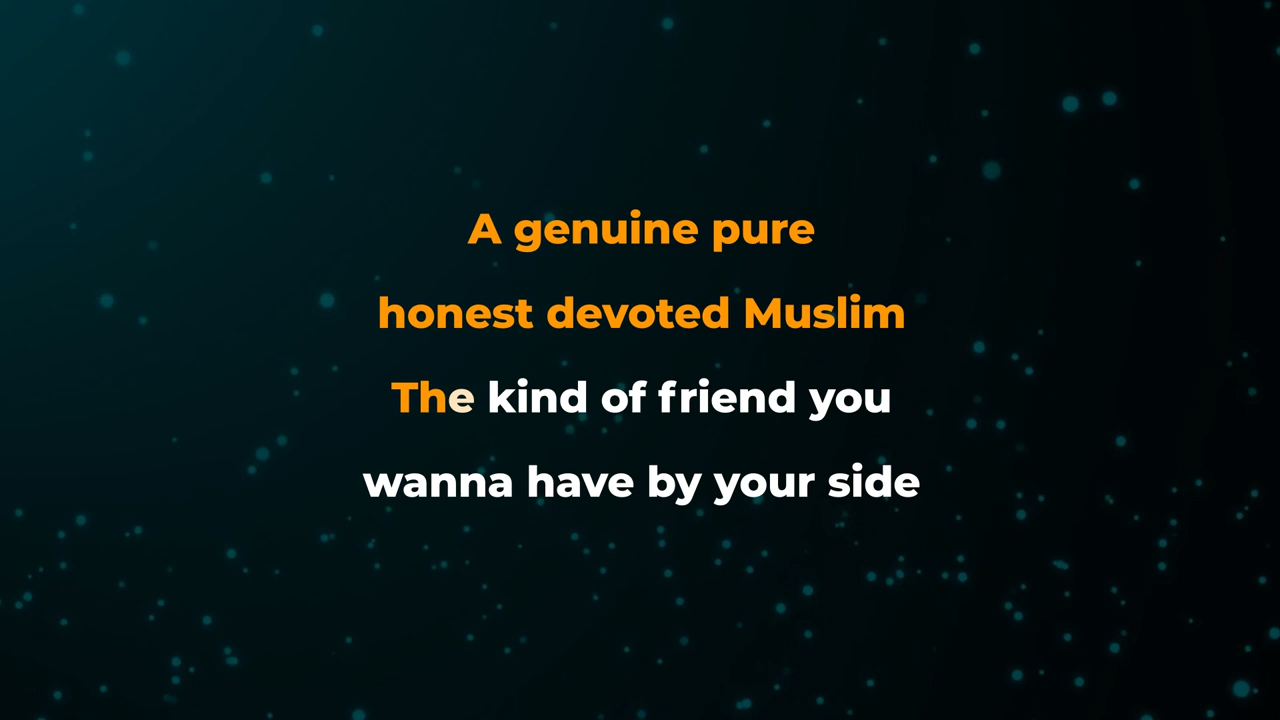 A genuine pure
honest devoted Muslim
The kind of friend you
wanna have by your side